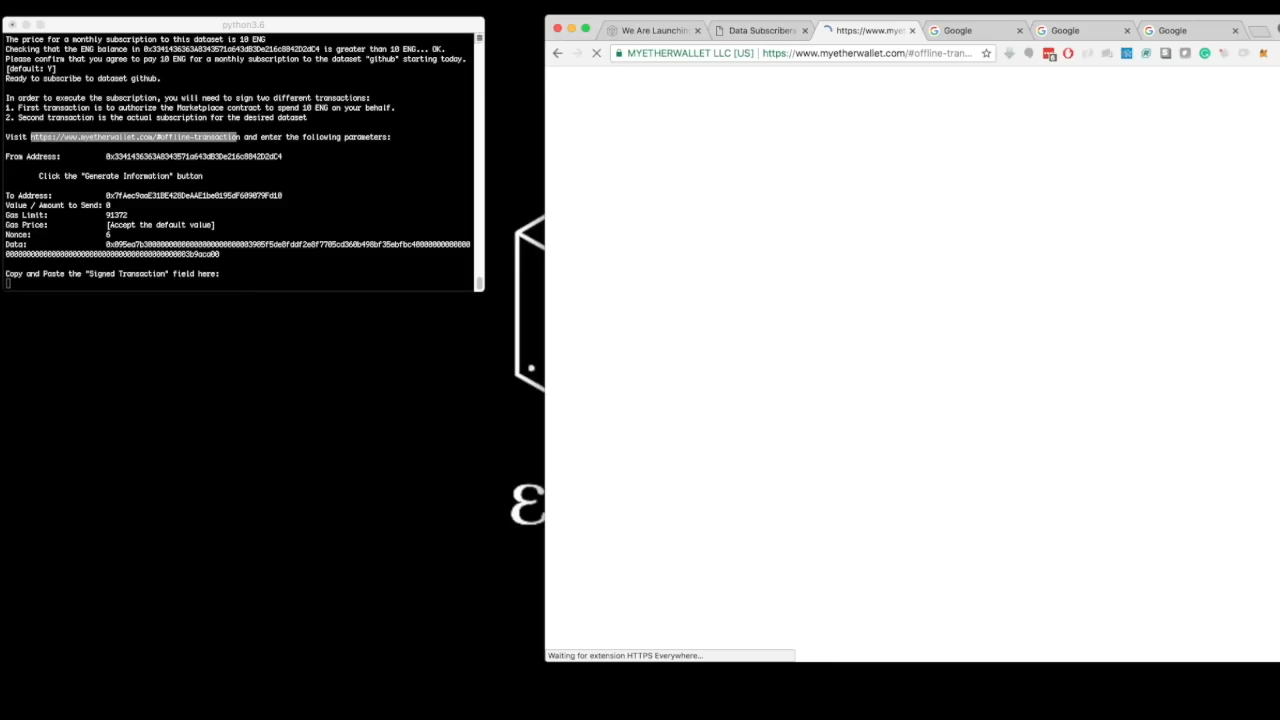 python3.6
The price for a monthly subscription to this dataset is 10 ENG
Checking that the ENG balance in 0x3341436363A8343571a643dB3De216c8842D2dC4 is greater than 10 ENG... OK.
Please confirm that you agree to pay 10 ENG for a monthly subscription to the dataset "github" starting today.
[default: Y]
Ready to subscribe to dataset github.
In order to execute the subscription, you will need to sign two different transactions:
1. First transaction is to authorize the Marketplace contract to spend 10 ENG on your behalf.
2. Second transaction is the actual subscription for the desired dataset
Visit https://www.myetherwallet.com/#offline-transaction and enter the following parameters:
From Address: 0x3341436363A8343571a643dB3De216c8842D2dC4
Click the "Generate Information" button
To Address: 0x7fAec9aaE31BE428DeAAE1be8195dF609079Fd10
Value / Amount to Send: 0
Gas Limit: 91372
Gas Price: [Accept the default value]
Nonce: 6
Data:
Copy and Paste the "Signed Transaction" field here:
We Are Launchin
Data Subscribers
https://www.mye
Google
Google
Google
MYETHERWALLET LLC [US] https://www.myetherwallet.com/#offline-tran...
6
ε
Waiting for extension HTTPS Everywhere...